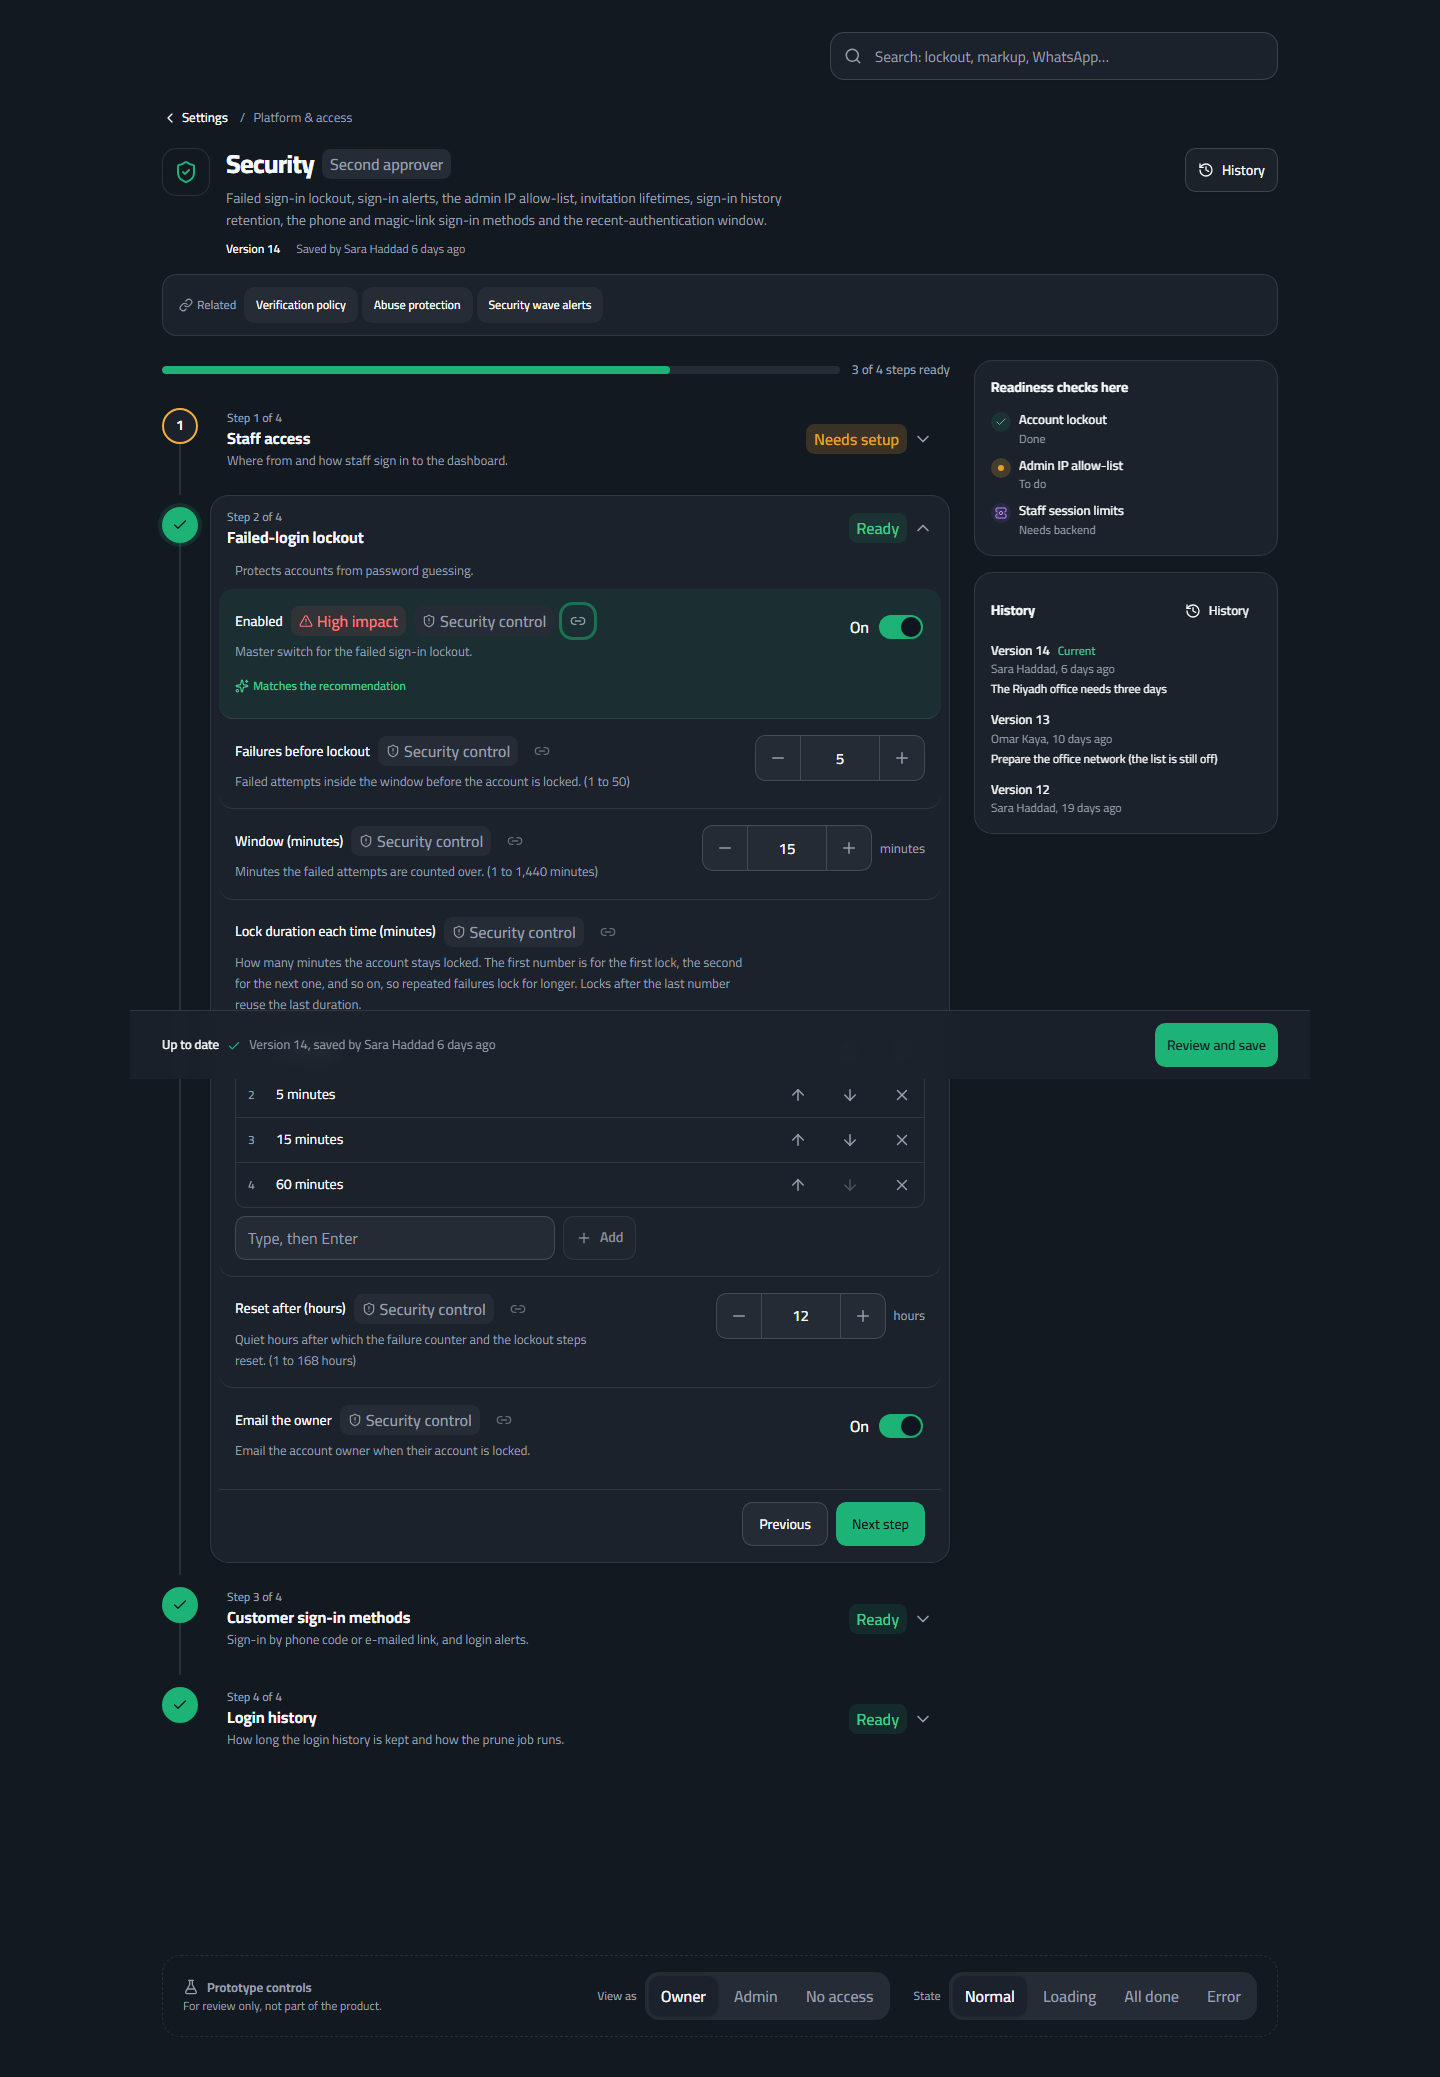 Search: lockout, markup, WhatsApp...
Settings / Platform & access
Security Second approver
History
Failed sign-in lockout, sign-in alerts, the admin IP allow-list, invitation lifetimes, sign-in history
retention, the phone and magic-link sign-in methods and the recent-authentication window.
Version 14 Saved by Sara Haddad 6 days ago
Related Verification policy Abuse protection Security wave alerts
3 of 4 steps ready
1
Step 1 of 4
Staff access
Where from and how staff sign in to the dashboard.
Needs setup
Step 2 of 4
Failed-login lockout
Ready
Protects accounts from password guessing.
Enabled High impact Security control
On
Master switch for the failed sign-in lockout.
Matches the recommendation
Failures before lockout Security control
5
Failed attempts inside the window before the account is locked. (1 to 50)
Window (minutes) Security control
15 minutes
Minutes the failed attempts are counted over. (1 to 1,440 minutes)
Lock duration each time (minutes) Security control
How many minutes the account stays locked. The first number is for the first lock, the second
for the next one, and so on, so repeated failures lock for longer. Locks after the last number
reuse the last duration.
Up to date Version 14, saved by Sara Haddad 6 days ago
Review and save
2 5 minutes
3 15 minutes
4 60 minutes
Type, then Enter
Add
Reset after (hours) Security control
12 hours
Quiet hours after which the failure counter and the lockout steps
reset. (1 to 168 hours)
Email the owner Security control
On
Email the account owner when their account is locked.
Previous Next step
Step 3 of 4
Customer sign-in methods
Sign-in by phone code or e-mailed link, and login alerts.
Ready
Step 4 of 4
Login history
How long the login history is kept and how the prune job runs.
Ready
Readiness checks here
Account lockout
Done
Admin IP allow-list
To do
Staff session limits
Needs backend
History
History
Version 14 Current
Sara Haddad, 6 days ago
The Riyadh office needs three days
Version 13
Omar Kaya, 10 days ago
Prepare the office network (the list is still off)
Version 12
Sara Haddad, 19 days ago
Prototype controls
For review only, not part of the product.
View as Owner Admin No access
State Normal Loading All done Error